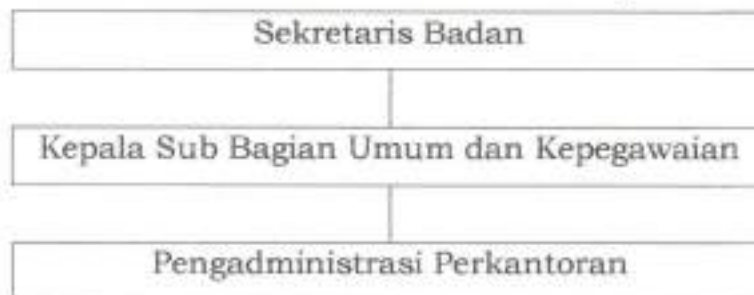 Sekretaris Badan
Kepala Sub Bagian Umum dan Kepegawaian
Pengadministrasi Perkantoran